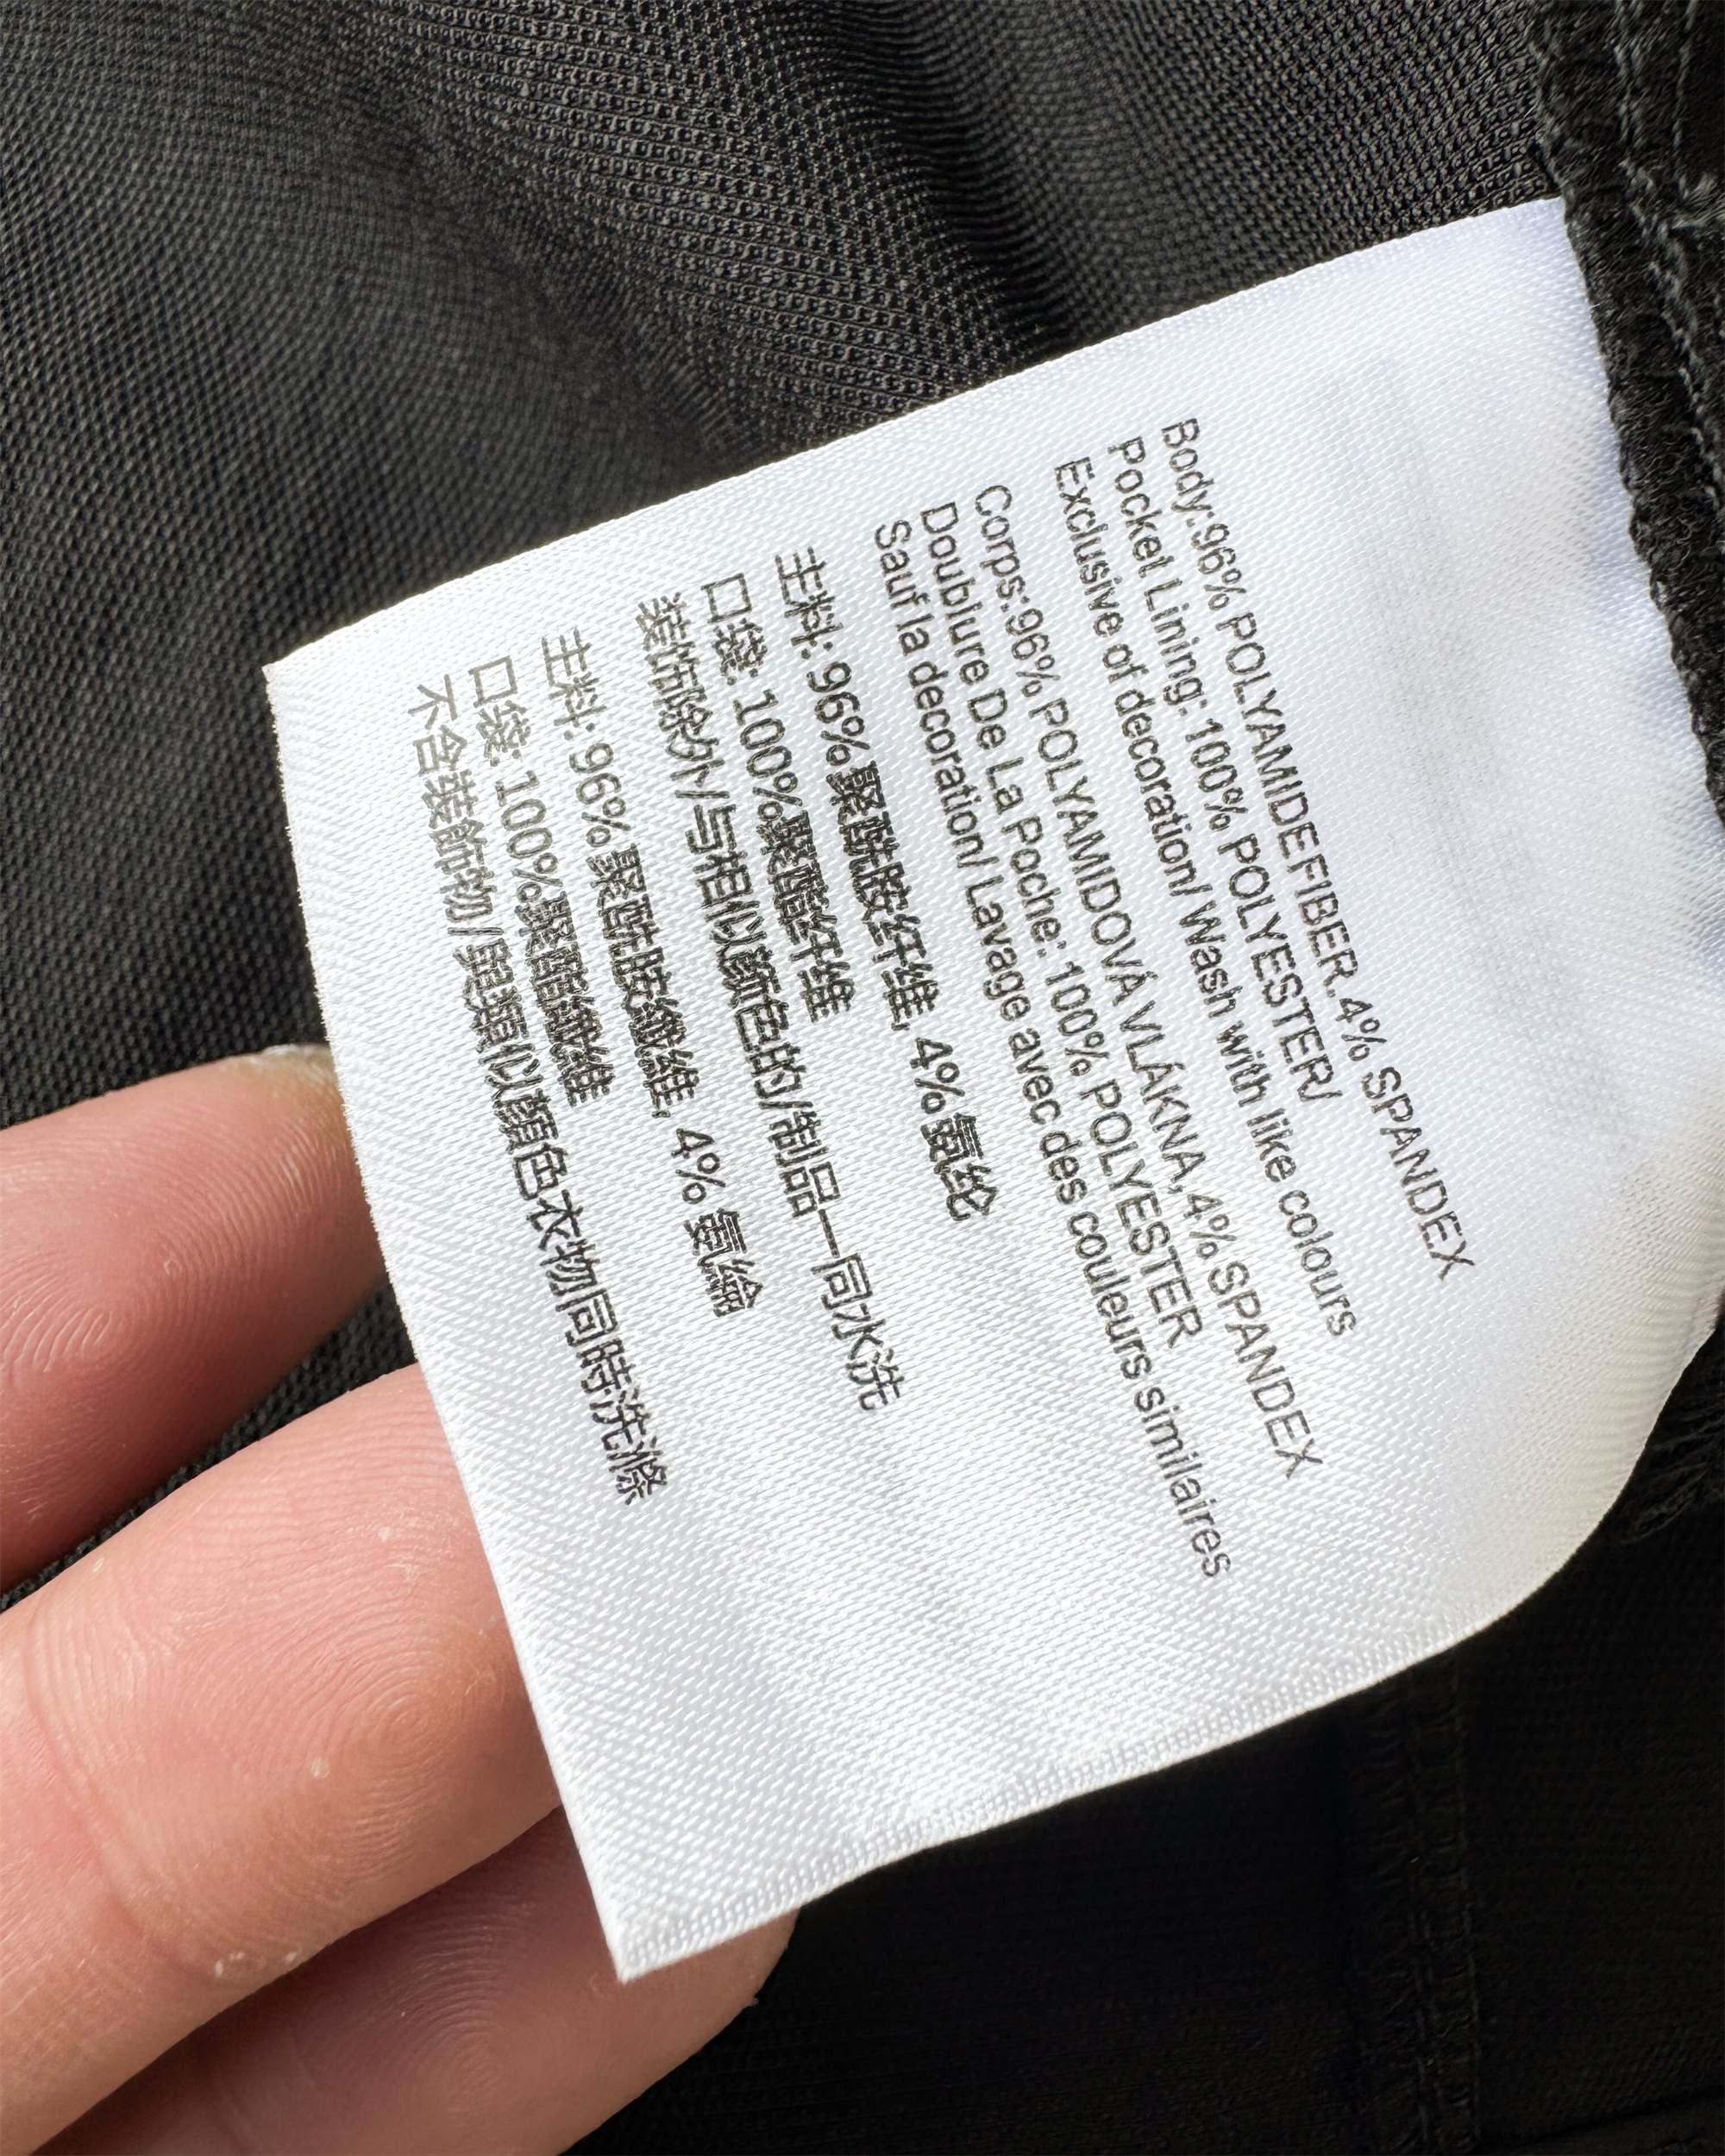 Body:96% POLYAMIDEFIBER.4% SPANDEX
Pocket Lining: 100% POLYESTER/
Exclusive of decoration/ Wash with like colours
Corps:96% POLYAMIDOVÁ VLÁKNA, 4% SPANDEX
Doublure De La Poche: 100% POLYESTER
Sauf la decoration/ Lavage avec des couleurs similaires
主料: 96%聚酰胺纤维, 4%氨纶
口袋: 100%聚酯纤维
装饰除外/与相似颜色的/制品一同水洗
主料: 96% 聚酰胺纖維, 4% 氨綸
口袋: 100%聚酯纖維
不含裝飾物/與類似顏色衣物同時洗滌